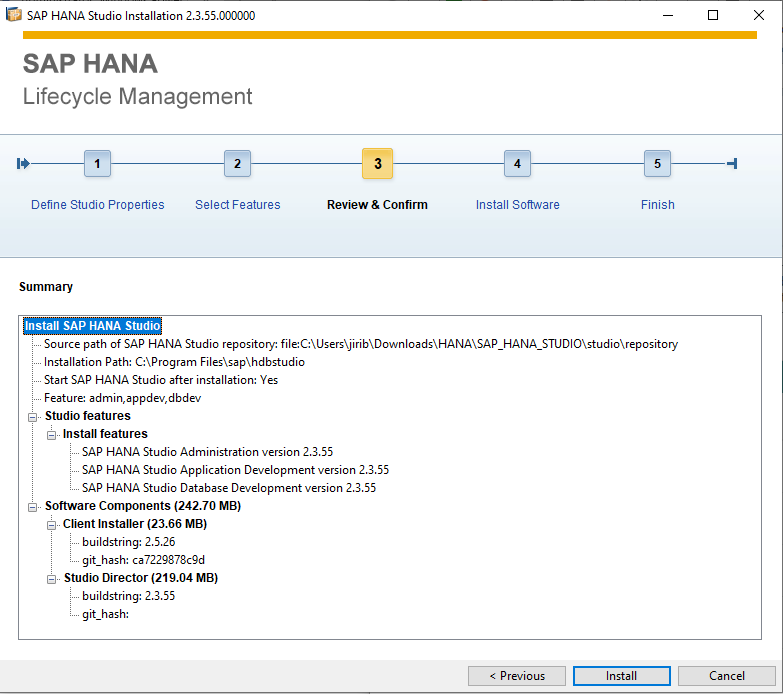 SAP HANA Studio Installation 2.3.55.000000
SAP HANA
Lifecycle Management
1
2
3
4
5
Define Studio Properties
Select Features
Review & Confirm
Install Software
Finish
Summary
Install SAP HANA Studio
Source path of SAP HANA Studio repository: file:C:\Users\jirib\Downloads\HANA\SAP_HANA_STUDIO\studio\repository
Installation Path: C:\Program Files\sap\hdbstudio
Start SAP HANA Studio after installation: Yes
Feature: admin,appdev,dbdev
Studio features
Install features
SAP HANA Studio Administration version 2.3.55
SAP HANA Studio Application Development version 2.3.55
SAP HANA Studio Database Development version 2.3.55
Software Components (242.70 MB)
Client Installer (23.66 MB)
buildstring: 2.5.26
git_hash: ca7229878c9d
Studio Director (219.04 MB)
buildstring: 2.3.55
git_hash:
< Previous
Install
Cancel